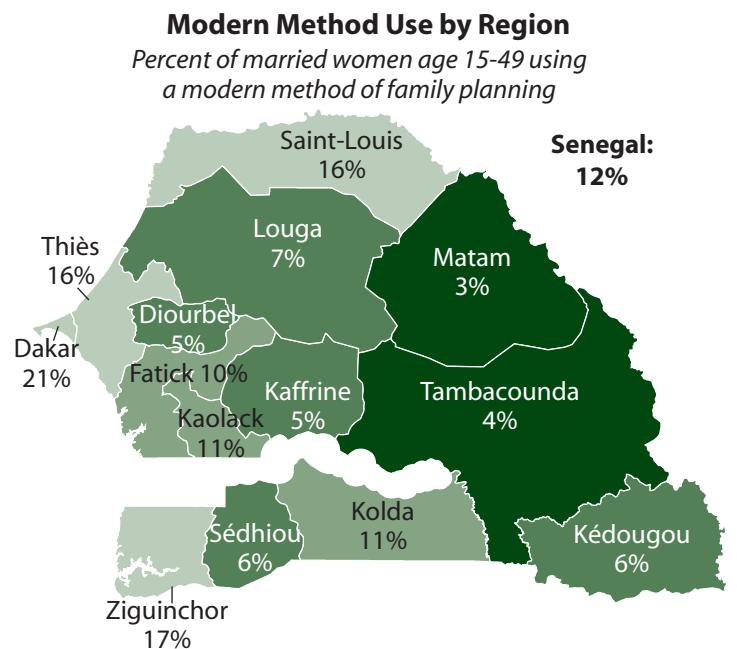 Modern Method Use by Region
Percent of married women age 15-49 using
a modern method of family planning
Saint-Louis
16%
Senegal:
12%
Louga
7%
Thiès
16%
Matam
3%
Diourbel
5%
Dakar
21%
Fatick 10%
Kaffrine
5%
Tambacounda
4%
Kaolack
11%
Kolda
11%
Sédhiou
6%
Kédougou
6%
Ziguinchor
17%